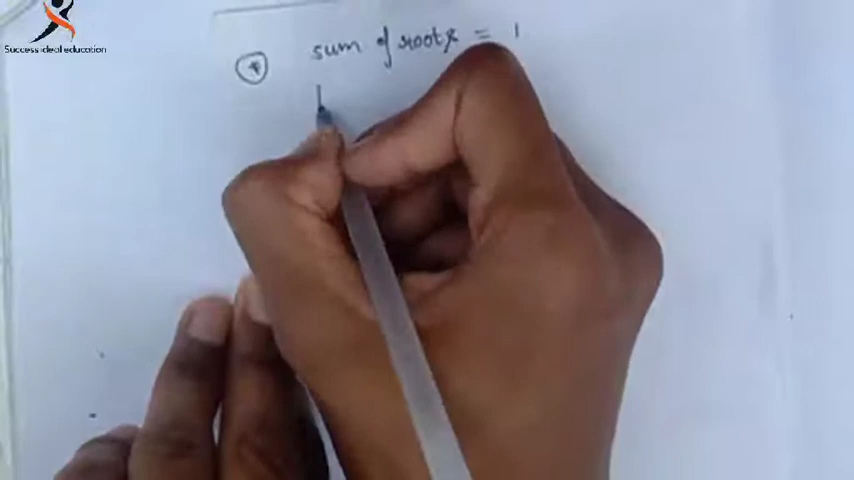 Success ideal education
* sum of roots = 1